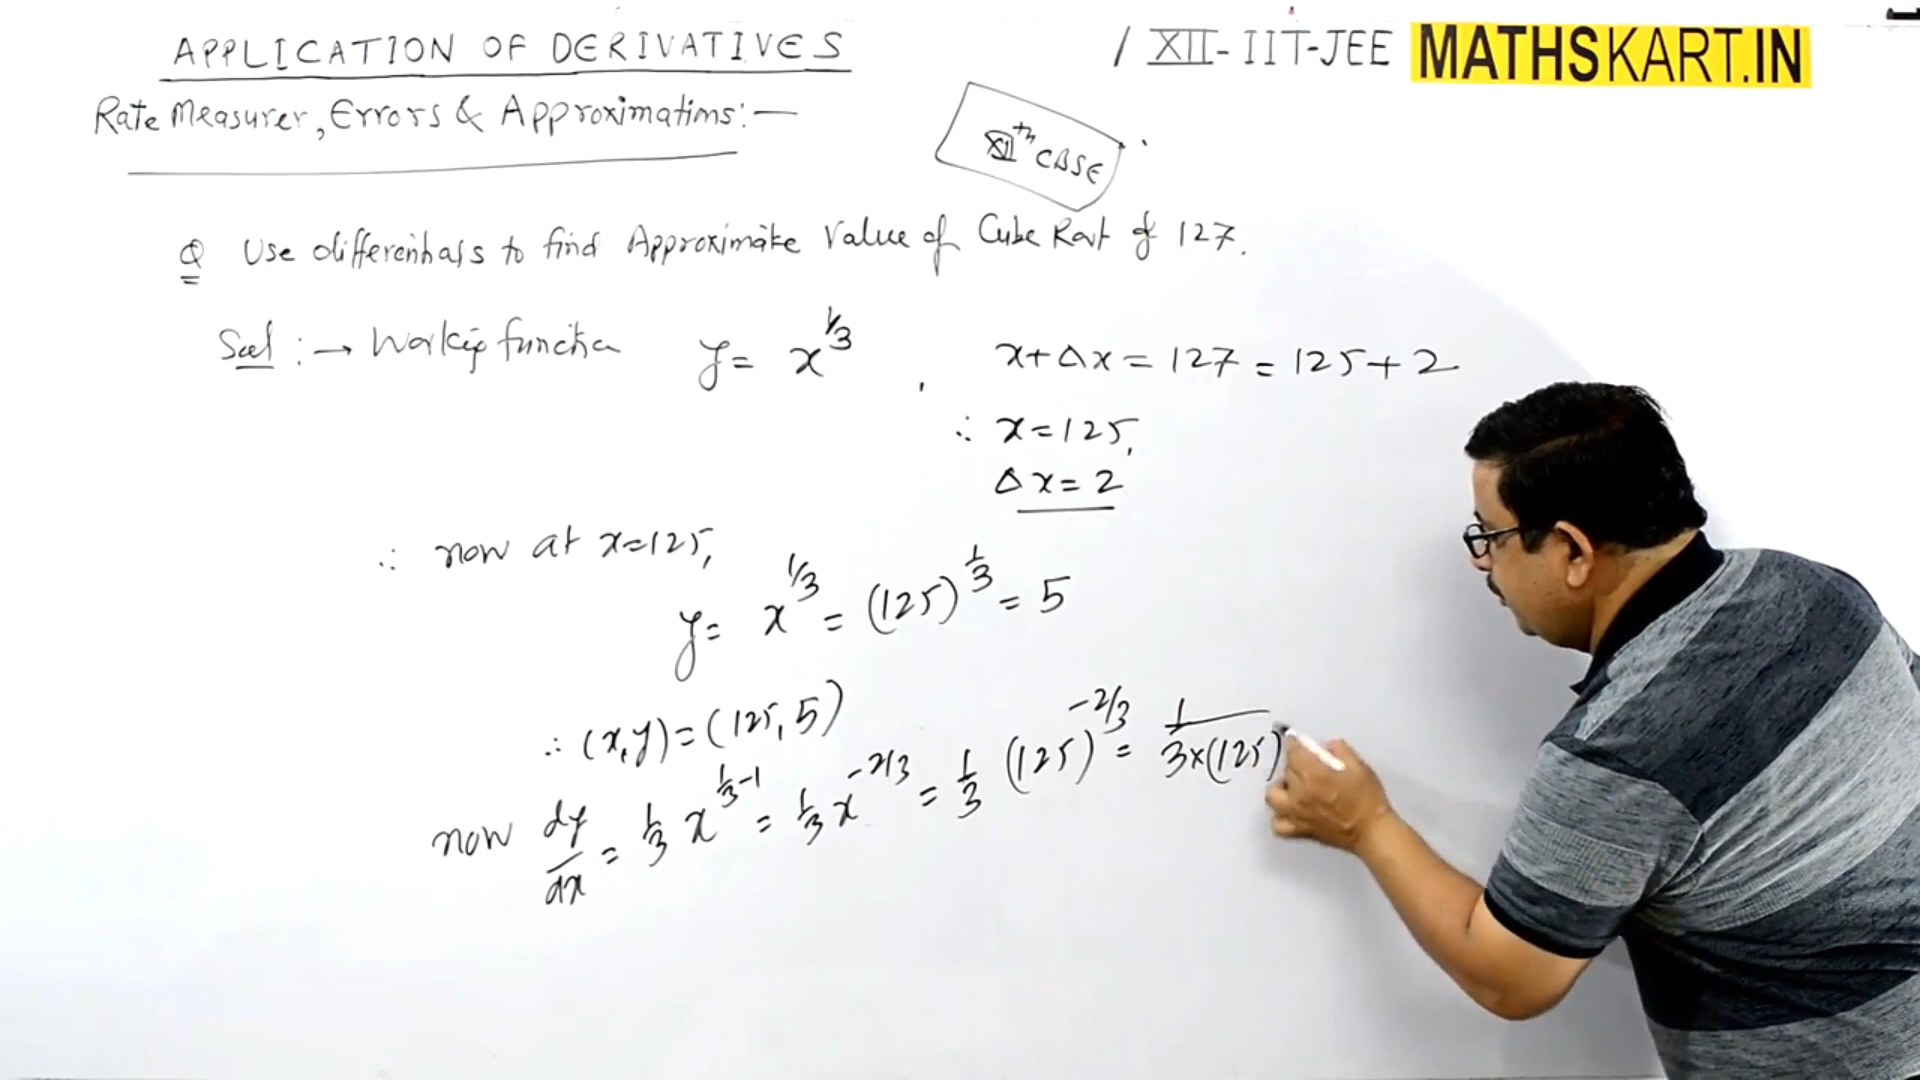 APPLICATION OF DERIVATIVES
/ XII-IIT-JEE MATHSKART.IN
Rate Measurer, Errors & Approximations:—
XIIth CBSE
Q Use differentials to find Approximate Value of Cube Root of 127.
Sol :→ Working function y = x^1/3 , x+Δx = 127 = 125+2
∴ x=125,
Δx=2
∴ now at x=125,
y= x^1/3 = (125)^1/3 = 5
∴ (x,y)=(125,5)
now dy/dx = 1/3 x^1/3-1 = 1/3 x^-2/3 = 1/3 (125)^-2/3 = 1/3×(125)